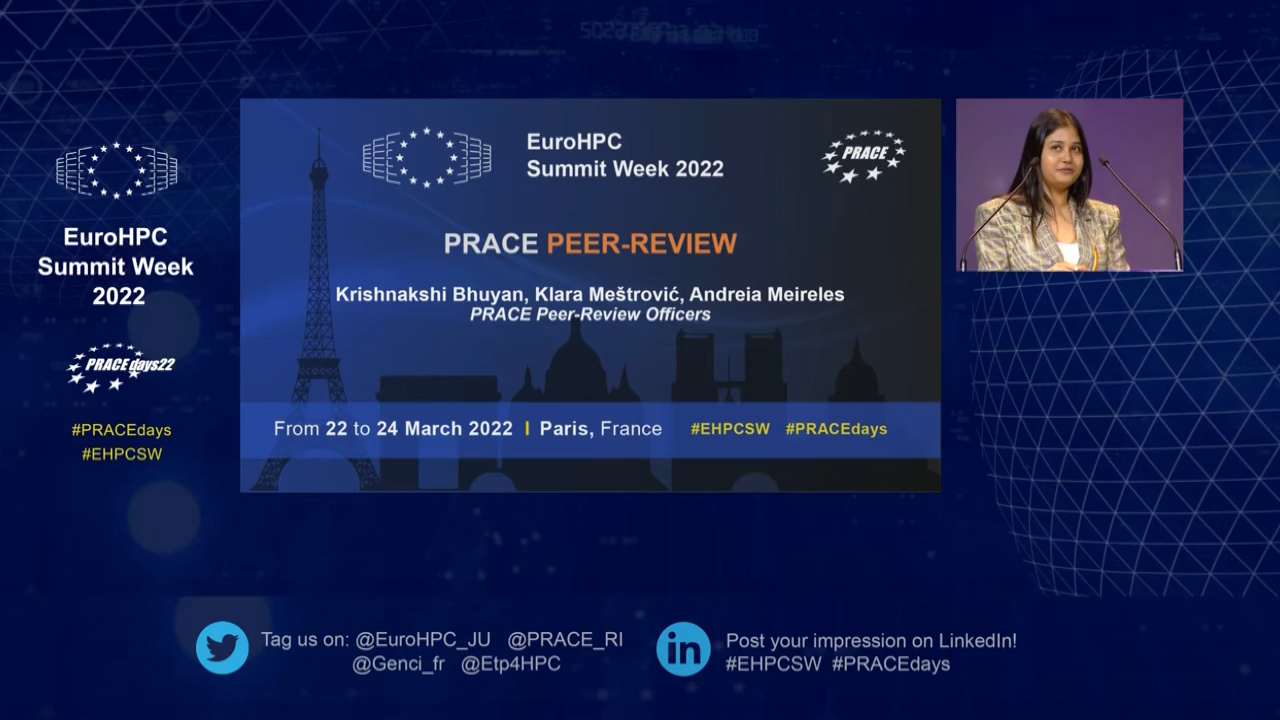 EuroHPC
Summit Week
2022
PRACE days22
#PRACEdays
#EHPCSW
EuroHPC
Summit Week 2022
PRACE
PRACE PEER-REVIEW
Krishnakshi Bhuyan, Klara Meštrović, Andreia Meireles
PRACE Peer-Review Officers
From 22 to 24 March 2022 I Paris, France #EHPCSW #PRACEdays
Tag us on: @EuroHPC_JU @PRACE_RI
@Genci_fr @Etp4HPC
in
Post your impression on LinkedIn!
#EHPCSW #PRACEdays